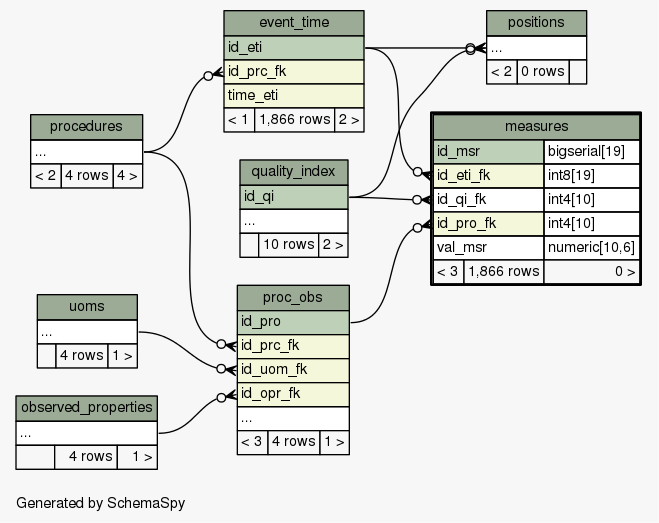 event_time
id_eti
id_prc_fk
time_eti
< 1 1,866 rows 2 >
positions
...
< 2 0 rows
procedures
...
< 2 4 rows 4 >
measures
id_msr bigserial[19]
id_eti_fk int8[19]
id_qi_fk int4[10]
id_pro_fk int4[10]
val_msr numeric[10,6]
< 3 1,866 rows 0 >
quality_index
id_qi
...
10 rows 2 >
uoms
...
4 rows 1 >
proc_obs
id_pro
id_prc_fk
id_uom_fk
id_opr_fk
...
< 3 4 rows 1 >
observed_properties
...
4 rows 1 >
Generated by SchemaSpy